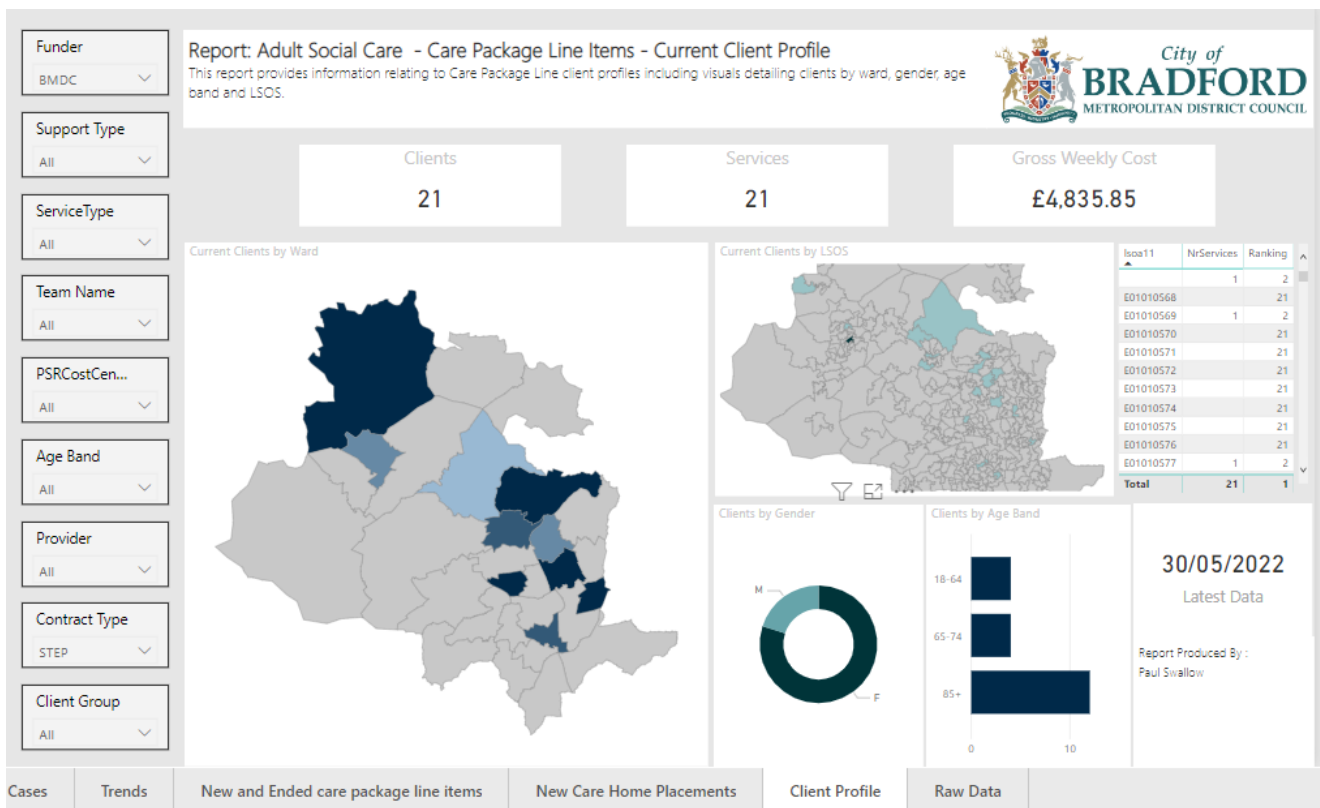 Funder
BMDC
Support Type
All
ServiceType
All
Team Name
All
PSRCostCen...
All
Age Band
All
Provider
All
Contract Type
STEP
Client Group
All
Report: Adult Social Care - Care Package Line Items - Current Client Profile
This report provides information relating to Care Package Line client profiles including visuals detailing clients by ward, gender, age
band and LSOS.
City of
BRADFORD
METROPOLITAN DISTRICT COUNCIL
Clients
21
Services
21
Gross Weekly Cost
£4,835.85
Current Clients by Ward
Current Clients by LSOS
lsoa11 NrServices Ranking
1 2
E01010568 21
E01010569 1 2
E01010570 21
E01010571 21
E01010572 21
E01010573 21
E01010574 21
E01010575 21
E01010576 21
E01010577 1 2
Total 21 1
Clients by Gender
M
F
Clients by Age Band
18-64
65-74
85+
0 10
30/05/2022
Latest Data
Report Produced By :
Paul Swallow
Cases Trends New and Ended care package line items New Care Home Placements Client Profile Raw Data